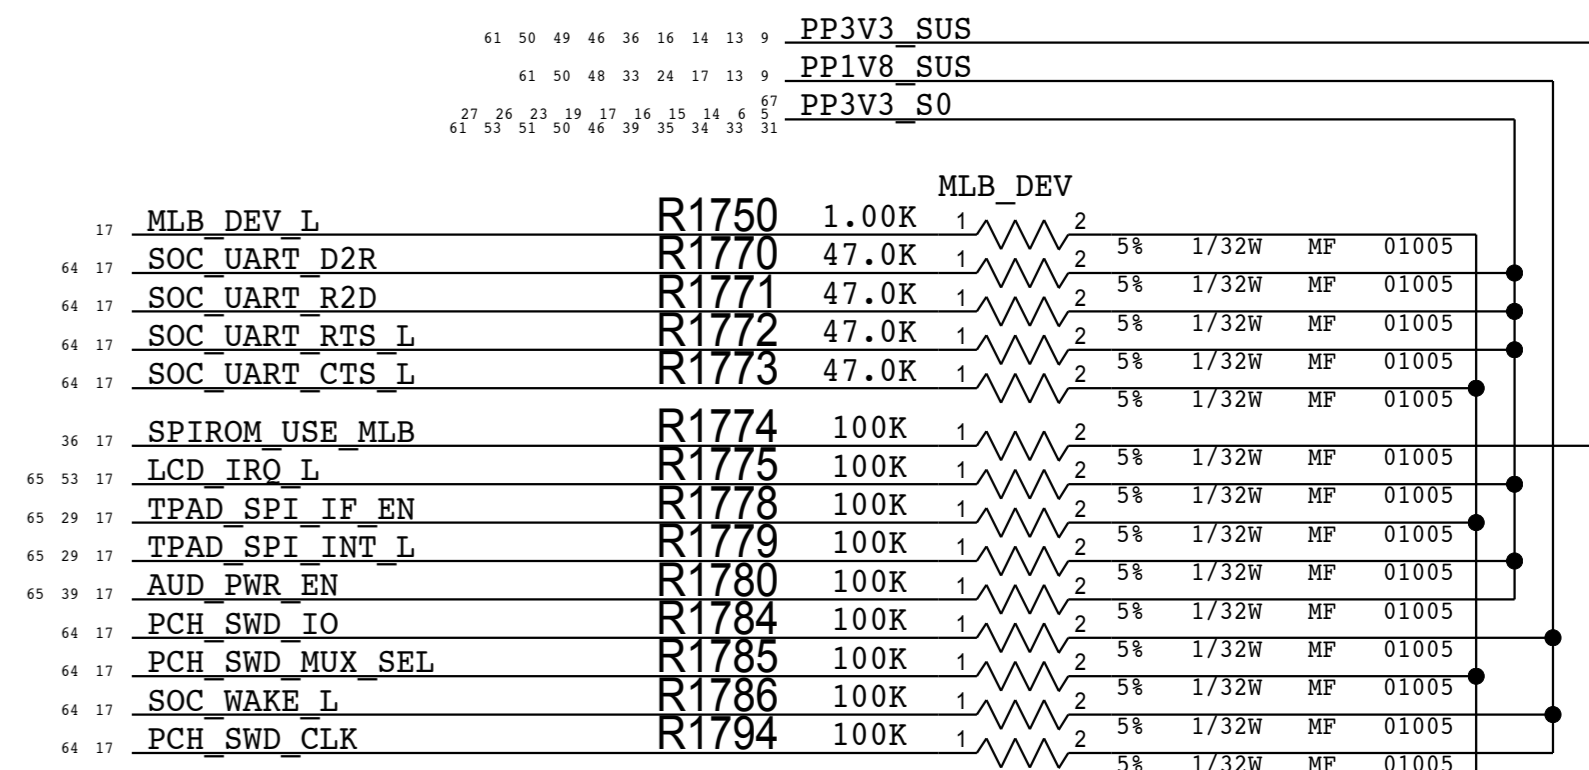 61 50 49 46 36 16 14 13 9 PP3V3_SUS
61 50 48 33 24 17 13 9 PP1V8_SUS
67 PP3V3_S0
27 26 23 19 17 16 15 14 6 5
61 53 51 50 46 39 35 34 33 31
MLB_DEV
17 MLB_DEV_L R1750 1.00K 1 2
5% 1/32W MF 01005
64 17 SOC_UART_D2R R1770 47.0K 1 2
5% 1/32W MF 01005
64 17 SOC_UART_R2D R1771 47.0K 1 2
5% 1/32W MF 01005
64 17 SOC_UART_RTS_L R1772 47.0K 1 2
5% 1/32W MF 01005
64 17 SOC_UART_CTS_L R1773 47.0K 1 2
5% 1/32W MF 01005
36 17 SPIROM_USE_MLB R1774 100K 1 2
5% 1/32W MF 01005
65 53 17 LCD_IRQ_L R1775 100K 1 2
5% 1/32W MF 01005
65 29 17 TPAD_SPI_IF_EN R1778 100K 1 2
5% 1/32W MF 01005
65 29 17 TPAD_SPI_INT_L R1779 100K 1 2
5% 1/32W MF 01005
65 39 17 AUD_PWR_EN R1780 100K 1 2
5% 1/32W MF 01005
64 17 PCH_SWD_IO R1784 100K 1 2
5% 1/32W MF 01005
64 17 PCH_SWD_MUX_SEL R1785 100K 1 2
5% 1/32W MF 01005
64 17 SOC_WAKE_L R1786 100K 1 2
5% 1/32W MF 01005
64 17 PCH_SWD_CLK R1794 100K 1 2
5% 1/32W MF 01005